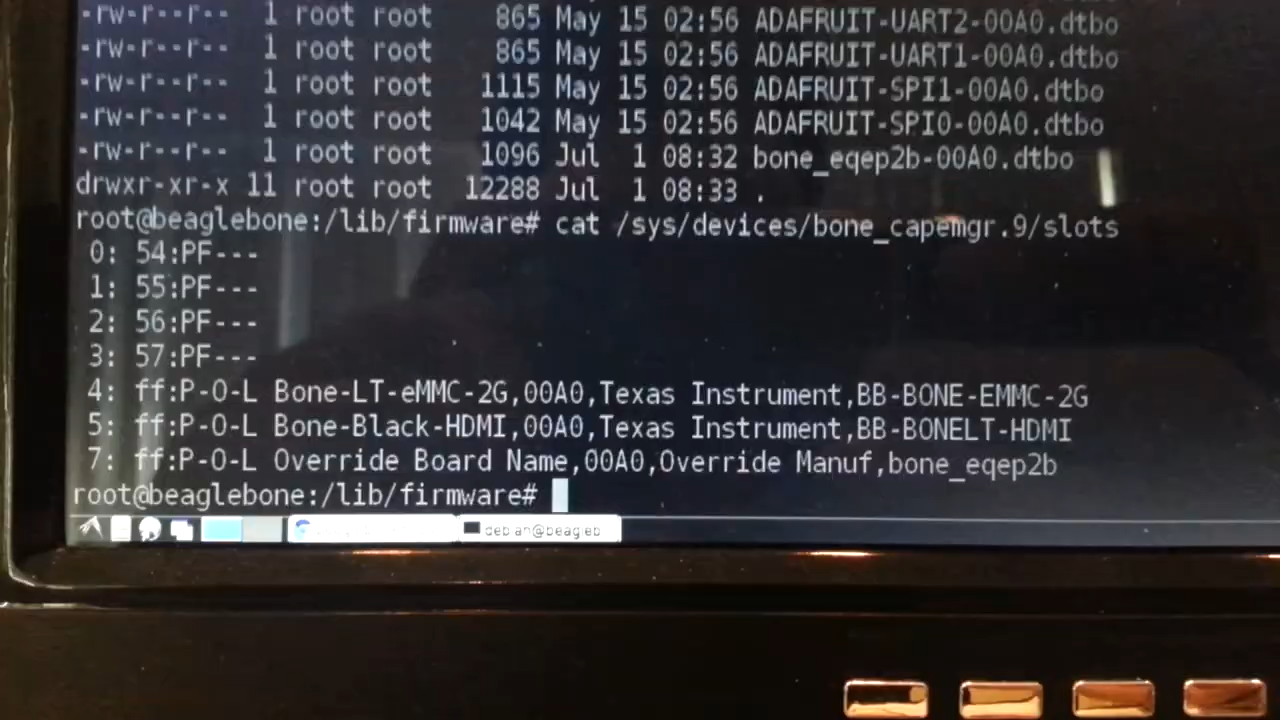 -rw-r--r-- 1 root root 865 May 15 02:56 ADAFRUIT-UART2-00A0.dtbo
-rw-r--r-- 1 root root 865 May 15 02:56 ADAFRUIT-UART1-00A0.dtbo
-rw-r--r-- 1 root root 1115 May 15 02:56 ADAFRUIT-SPI1-00A0.dtbo
-rw-r--r-- 1 root root 1042 May 15 02:56 ADAFRUIT-SPI0-00A0.dtbo
-rw-r--r-- 1 root root 1096 Jul 1 08:32 bone_eqep2b-00A0.dtbo
drwxr-xr-x 11 root root 12288 Jul 1 08:33 .
root@beaglebone:/lib/firmware# cat /sys/devices/bone_capemgr.9/slots
0: 54:PF---
1: 55:PF---
2: 56:PF---
3: 57:PF---
4: ff:P-O-L Bone-LT-eMMC-2G,00A0,Texas Instrument,BB-BONE-EMMC-2G
5: ff:P-O-L Bone-Black-HDMI,00A0,Texas Instrument,BB-BONELT-HDMI
7: ff:P-O-L Override Board Name,00A0,Override Manuf,bone_eqep2b
root@beaglebone:/lib/firmware#
debian@beagleb